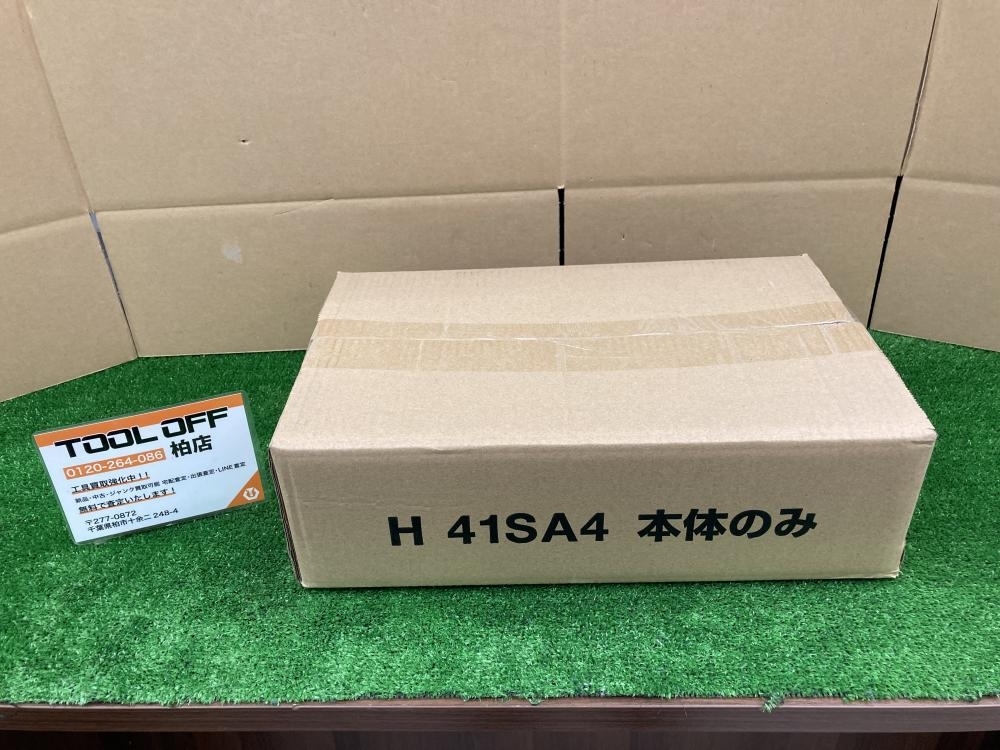 TOOL OFF
柏店
0120-264-086
工具買取強化中！！
新品・中古・ジャンク買取可能 宅配査定・出張査定・LINE査定
無料で査定いたします！
〒277-0872
千葉県柏市十余二 248-4
H 41SA4 本体のみ